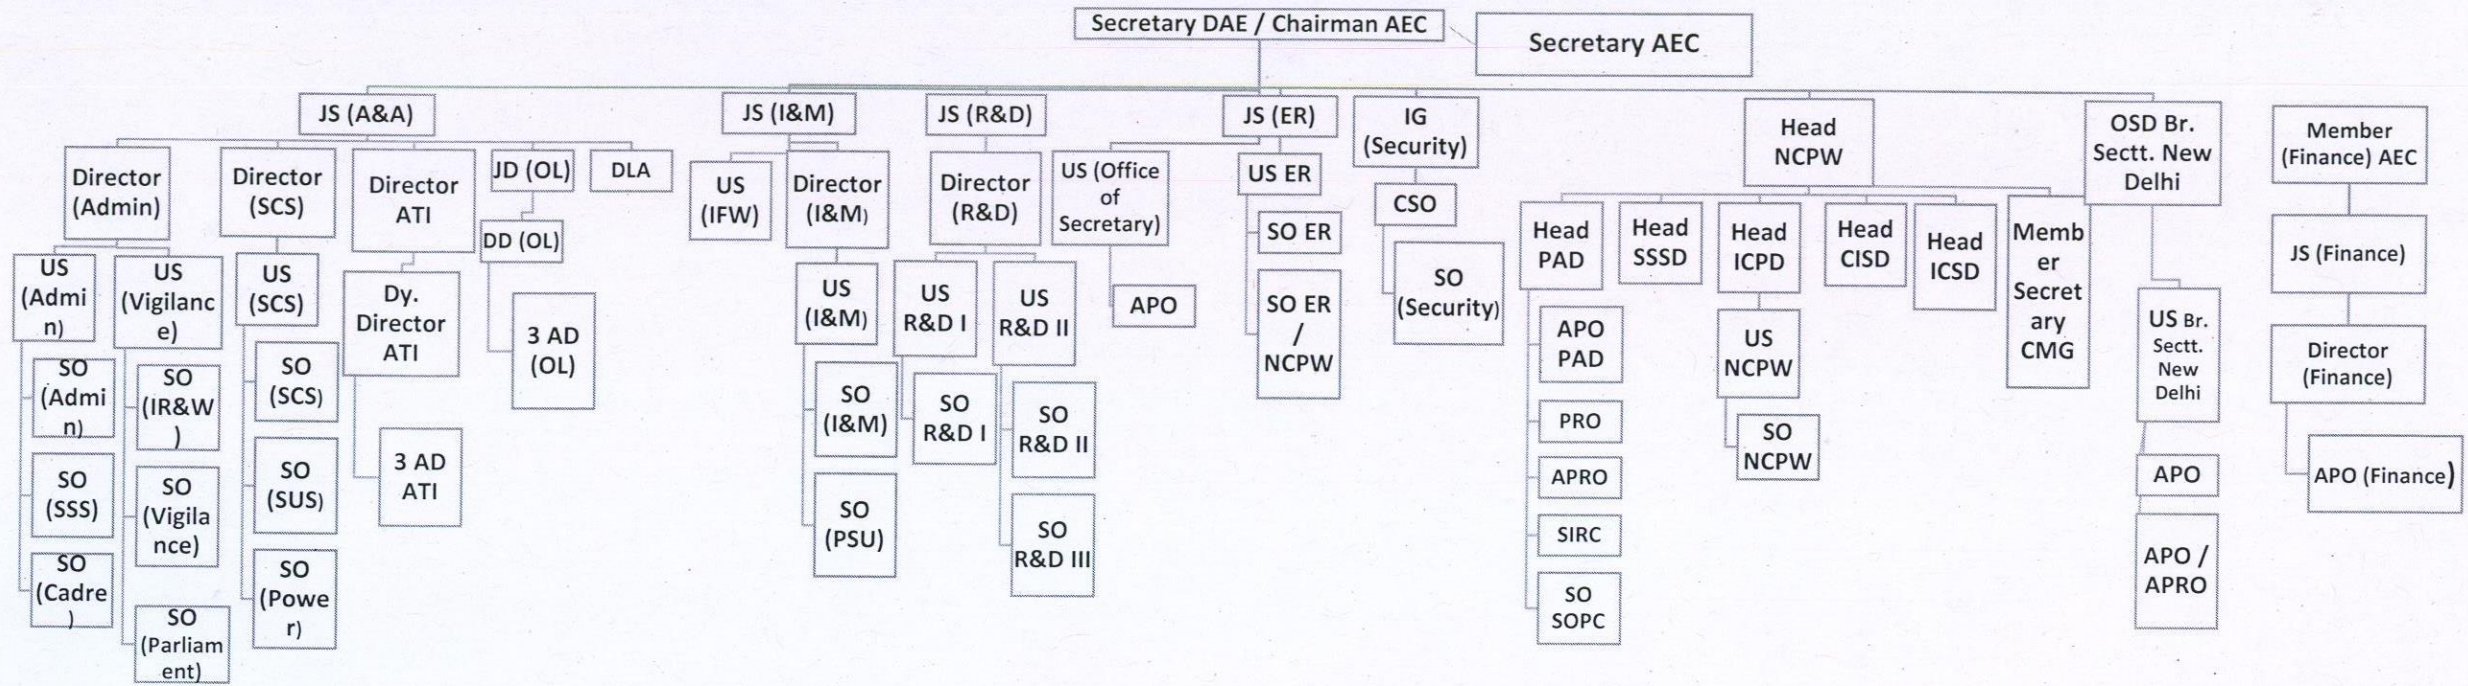 Secretary DAE / Chairman AEC
Secretary AEC
JS (A&A)
Director
(Admin)
US
(Admi
n)
SO
(Admi
n)
SO
(SSS)
SO
(Cadre
)
US
(Vigilanc
e)
SO
(IR&W
)
SO
(Vigila
nce)
SO
(Parliam
ent)
Director
(SCS)
US
(SCS)
SO
(SCS)
SO
(SUS)
SO
(Powe
r)
Director
ATI
Dy.
Director
ATI
3 AD
ATI
JD (OL)
DD (OL)
3 AD
(OL)
DLA
JS (I&M)
US
(IFW)
Director
(I&M)
US
(I&M)
SO
(I&M)
SO
(PSU)
JS (R&D)
Director
(R&D)
US
R&D I
SO
R&D I
US
R&D II
SO
R&D II
SO
R&D III
JS (ER)
US (Office
of
Secretary)
APO
US ER
SO ER
SO ER
/
NCPW
IG
(Security)
CSO
SO
(Security)
Head
NCPW
Head
PAD
APO
PAD
PRO
APRO
SIRC
SO
SOPC
Head
SSSD
Head
ICPD
US
NCPW
SO
NCPW
Head
CISD
Head
ICSD
Memb
er
Secret
ary
CMG
OSD Br.
Sectt. New
Delhi
US Br.
Sectt.
New
Delhi
APO
APO /
APRO
Member
(Finance) AEC
JS (Finance)
Director
(Finance)
APO (Finance)